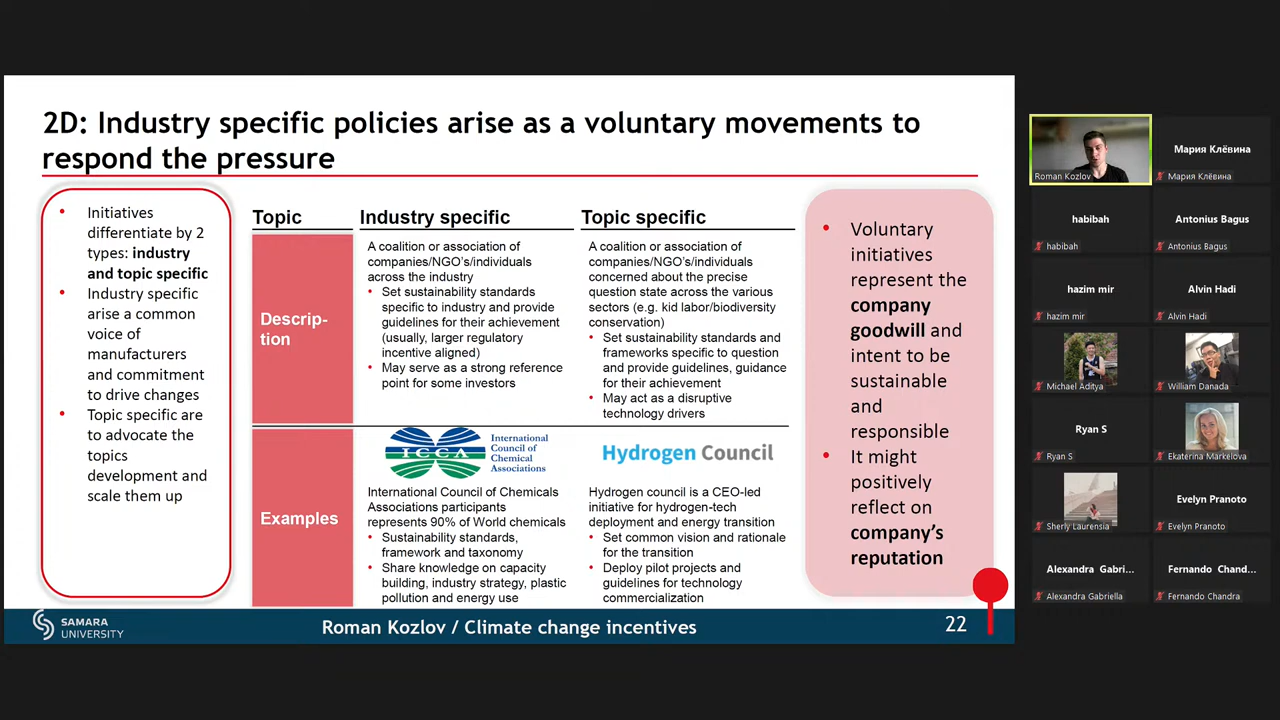 2D: Industry specific policies arise as a voluntary movements to
respond the pressure
• Initiatives
differentiate by 2
types: industry
and topic specific
• Industry specific
arise a common
voice of
manufacturers
and commitment
to drive changes
• Topic specific are
to advocate the
topics
development and
scale them up
Topic
Industry specific
Topic specific
Descrip-
tion
A coalition or association of
companies/NGO's/individuals
across the industry
• Set sustainability standards
specific to industry and provide
guidelines for their achievement
(usually, larger regulatory
incentive aligned)
• May serve as a strong reference
point for some investors
A coalition or association of
companies/NGO's/individuals
concerned about the precise
question state across the various
sectors (e.g. kid labor/biodiversity
conservation)
• Set sustainability standards and
frameworks specific to question
and provide guidelines, guidance
for their achievement
• May act as a disruptive
technology drivers
Examples
ICCA
International
Council of
Chemical
Associations
International Council of Chemicals
Associations participants
represents 90% of World chemicals
• Sustainability standards,
framework and taxonomy
• Share knowledge on capacity
building, industry strategy, plastic
pollution and energy use
Hydrogen Council
Hydrogen council is a CEO-led
initiative for hydrogen-tech
deployment and energy transition
• Set common vision and rationale
for the transition
• Deploy pilot projects and
guidelines for technology
commercialization
• Voluntary
initiatives
represent the
company
goodwill and
intent to be
sustainable
and
responsible
• It might
positively
reflect on
company's
reputation
SAMARA
UNIVERSITY
Roman Kozlov / Climate change incentives
22
Roman Kozlov
Мария Клёвина
Мария Клёвина
habibah
habibah
Antonius Bagus
Antonius Bagus
hazim mir
hazim mir
Alvin Hadi
Alvin Hadi
Michael Aditya
William Danada
Ryan S
Ryan S
Ekaterina Markelova
Sherly Laurensia
Evelyn Pranoto
Evelyn Pranoto
Alexandra Gabri...
Alexandra Gabriella
Fernando Chand...
Fernando Chandra